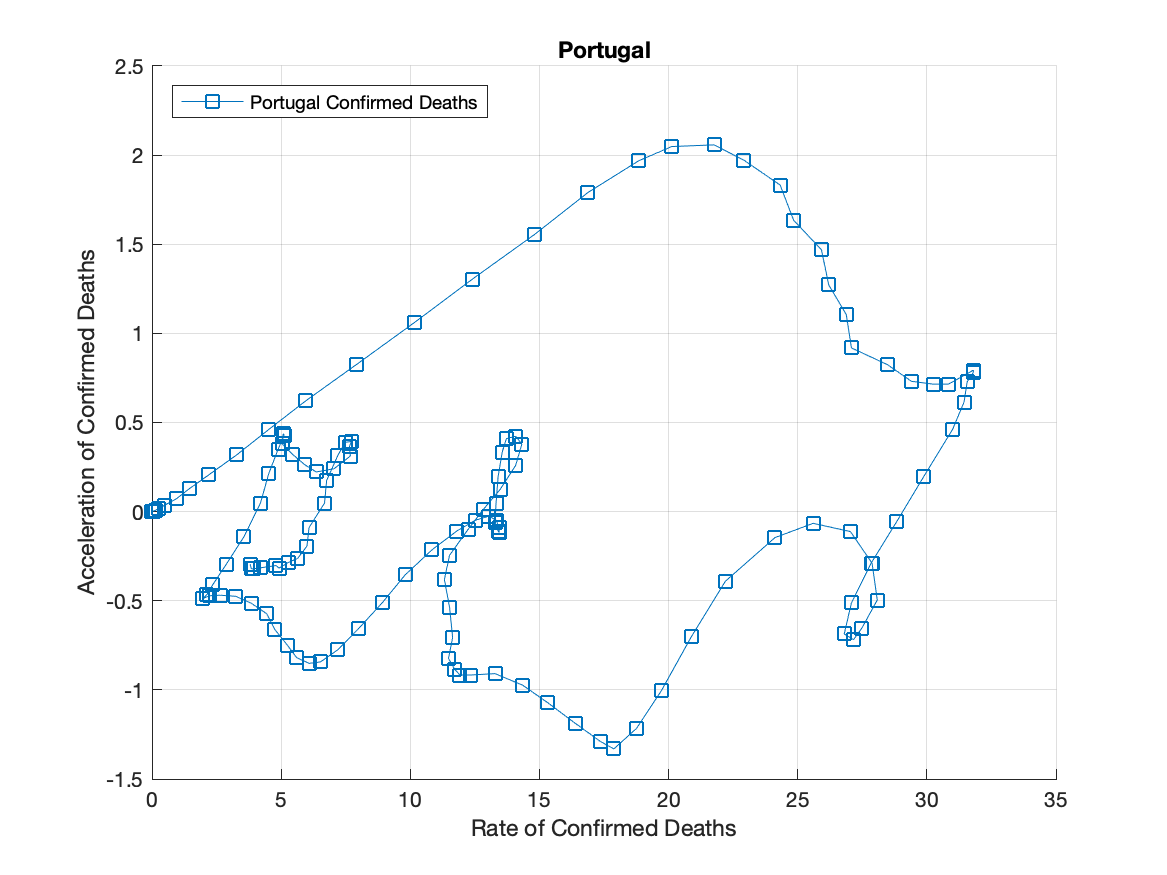 Portugal
Portugal Confirmed Deaths
2.5
2
1.5
1
0.5
0
-0.5
-1
-1.5
Acceleration of Confirmed Deaths
0 5 10 15 20 25 30 35
Rate of Confirmed Deaths